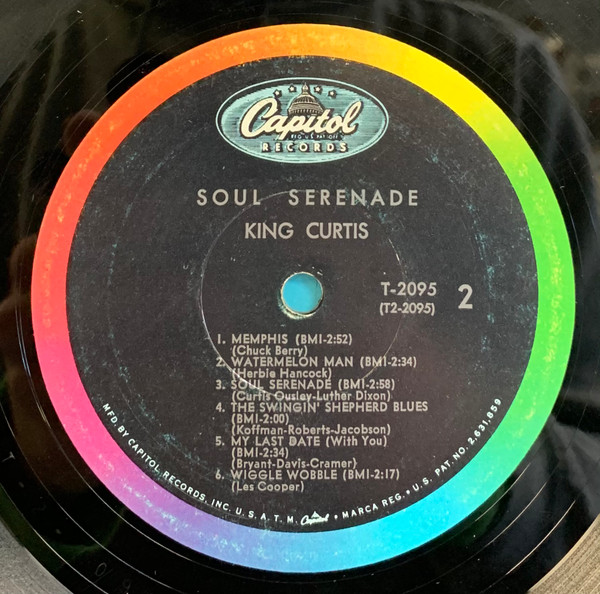 Capitol
REG. U.S. PAT. OFF.
RECORDS
SOUL SERENADE
KING CURTIS
T-2095
(T2-2095)
2
1. MEMPHIS (BMI-2:52)
(Chuck Berry)
2. WATERMELON MAN (BMI-2:34)
(Herbie Hancock)
3. SOUL SERENADE (BMI-2:58)
(Curtis Ousley-Luther Dixon)
4. THE SWINGIN' SHEPHERD BLUES
(BMI-2:00)
(Koffman-Roberts-Jacobson)
5. MY LAST DATE (With You)
(BMI-2:34)
(Bryant-Davis-Cramer)
6. WIGGLE WOBBLE (BMI-2:17)
(Les Cooper)
MFD. BY CAPITOL RECORDS, INC. U. S. A. T. M. Capitol • MARCA REG. • U. S. PAT. NO. 2,631,859